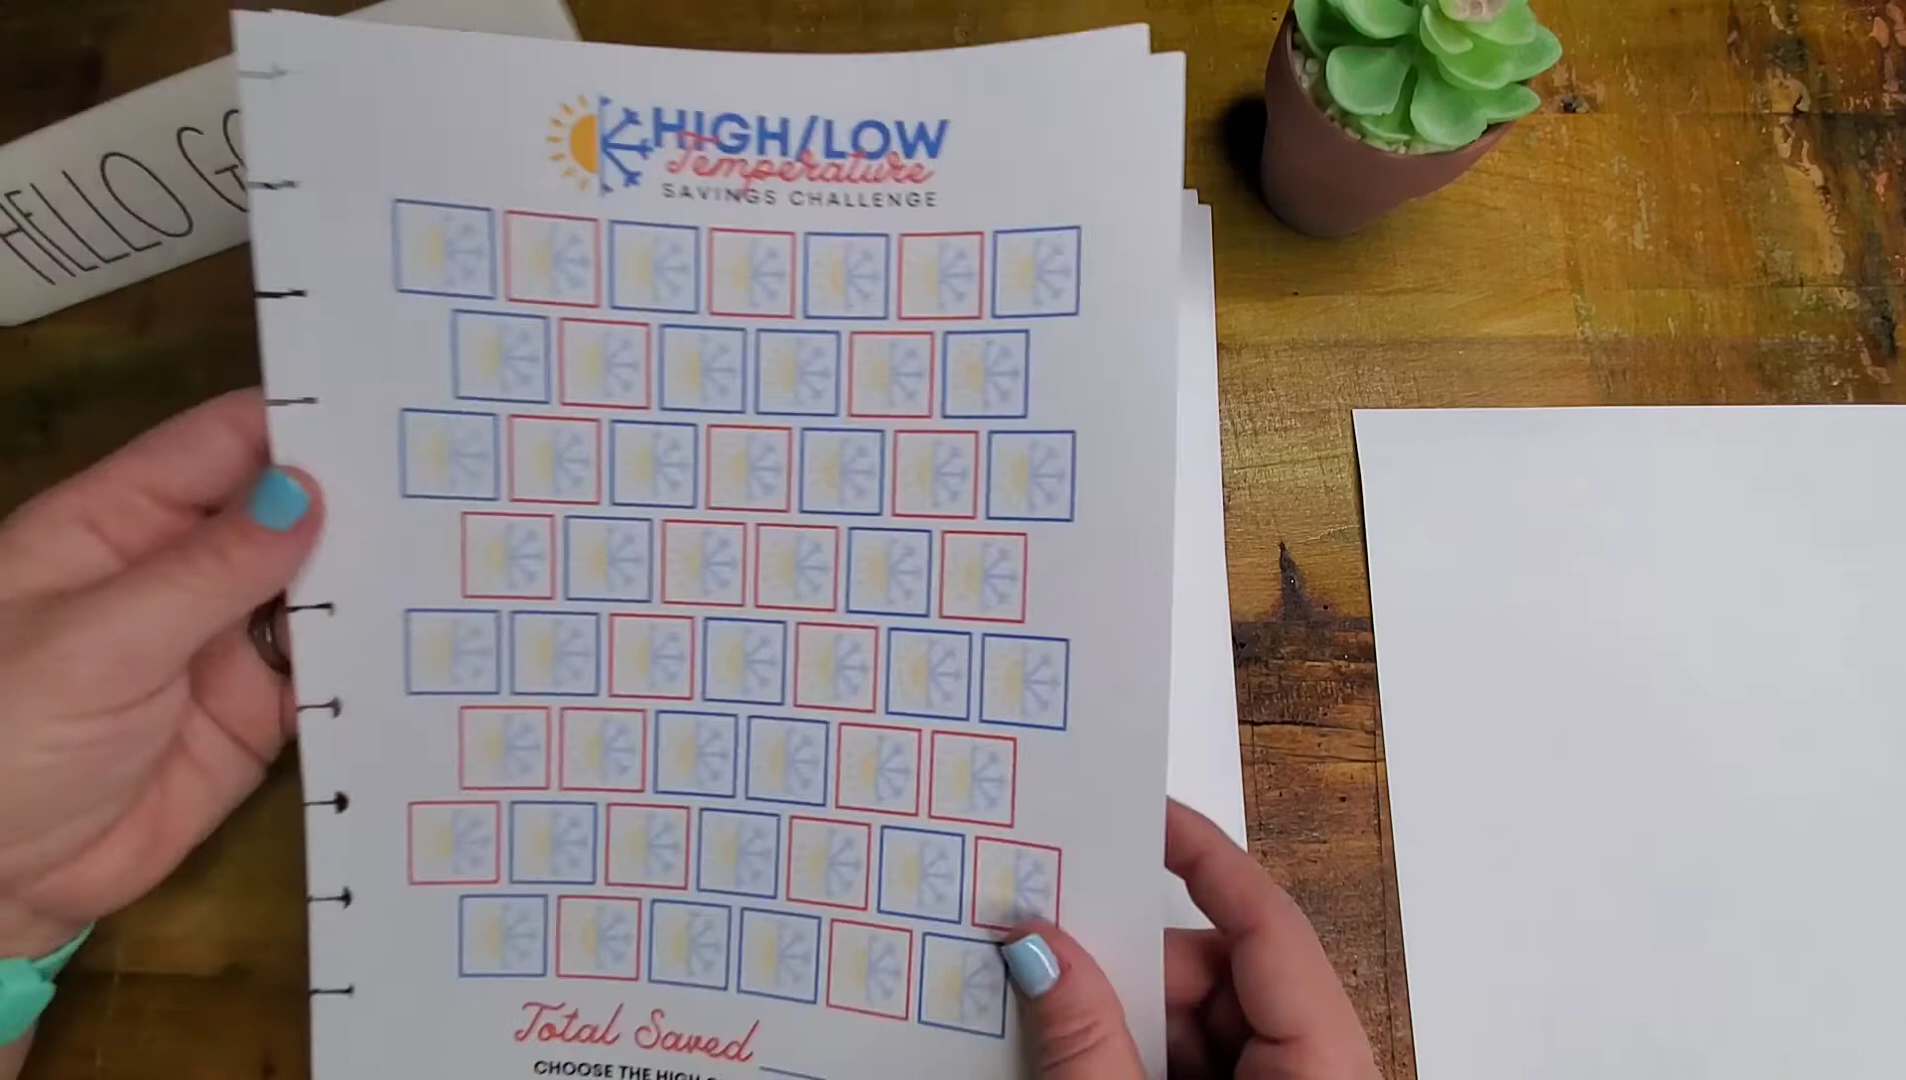 HELLO
HIGH/LOW
Temperature
SAVINGS CHALLENGE
Total Saved
CHOOSE THE HIGH